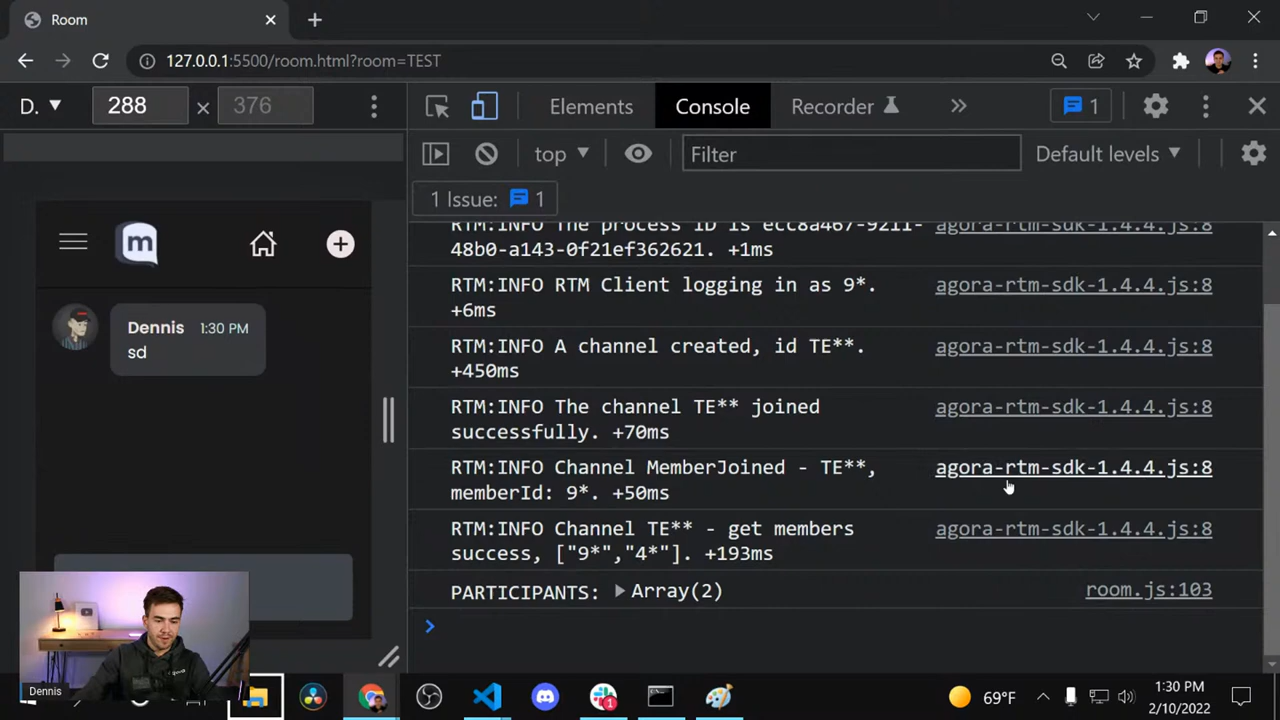 Room
127.0.0.1:5500/room.html?room=TEST
D.
288
×
376
Elements
Console
Recorder
»
1
top
Filter
Default levels
1 Issue:
1
RTM:INFO The process ID is ecc8a467-9211-
48b0-a143-0f21ef362621. +1ms
agora-rtm-sdk-1.4.4.js:8
RTM:INFO RTM Client logging in as 9*.
+6ms
agora-rtm-sdk-1.4.4.js:8
RTM:INFO A channel created, id TE**.
+450ms
agora-rtm-sdk-1.4.4.js:8
RTM:INFO The channel TE** joined
successfully. +70ms
agora-rtm-sdk-1.4.4.js:8
RTM:INFO Channel MemberJoined - TE**,
memberId: 9*. +50ms
agora-rtm-sdk-1.4.4.js:8
RTM:INFO Channel TE** - get members
success, ["9*","4*"]. +193ms
agora-rtm-sdk-1.4.4.js:8
PARTICIPANTS: ▶ Array(2)
room.js:103
m
Dennis 1:30 PM
sd
Dennis
1
69°F
1:30 PM
2/10/2022